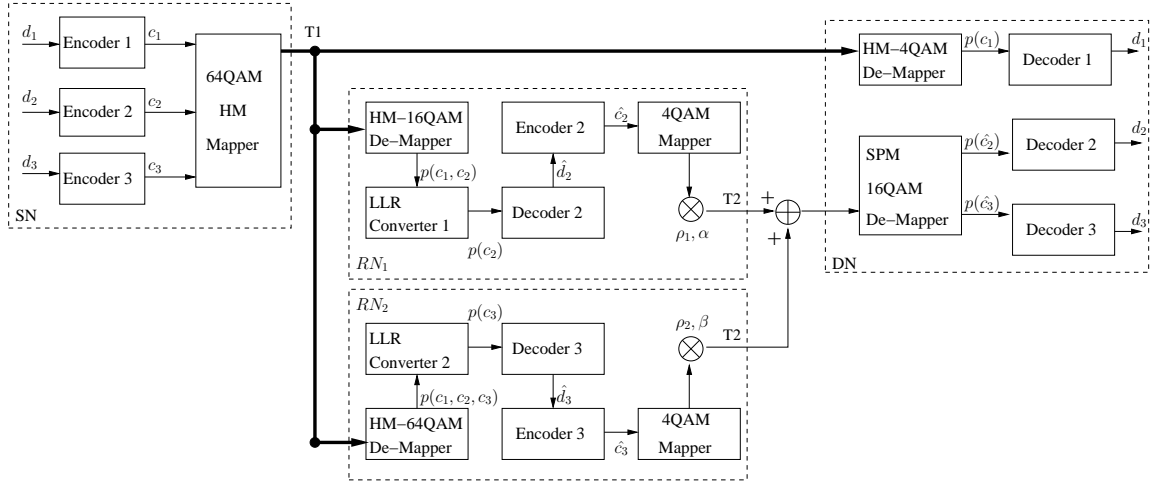 d₁
Encoder 1
c₁
d₂
Encoder 2
c₂
d₃
Encoder 3
c₃
64QAM
HM
Mapper
SN
T1
HM−16QAM
De−Mapper
p(c₁, c₂)
LLR
Converter 1
p(c₂)
Decoder 2
d̂₂
Encoder 2
ĉ₂
4QAM
Mapper
ρ₁, α
T2
RN₁
RN₂
p(c₃)
LLR
Converter 2
p(c₁, c₂, c₃)
HM−64QAM
De−Mapper
Decoder 3
d̂₃
Encoder 3
ĉ₃
4QAM
Mapper
ρ₂, β
T2
+
+
HM−4QAM
De−Mapper
p(c₁)
Decoder 1
d₁
SPM
16QAM
De−Mapper
p(ĉ₂)
Decoder 2
d₂
p(ĉ₃)
Decoder 3
d₃
DN